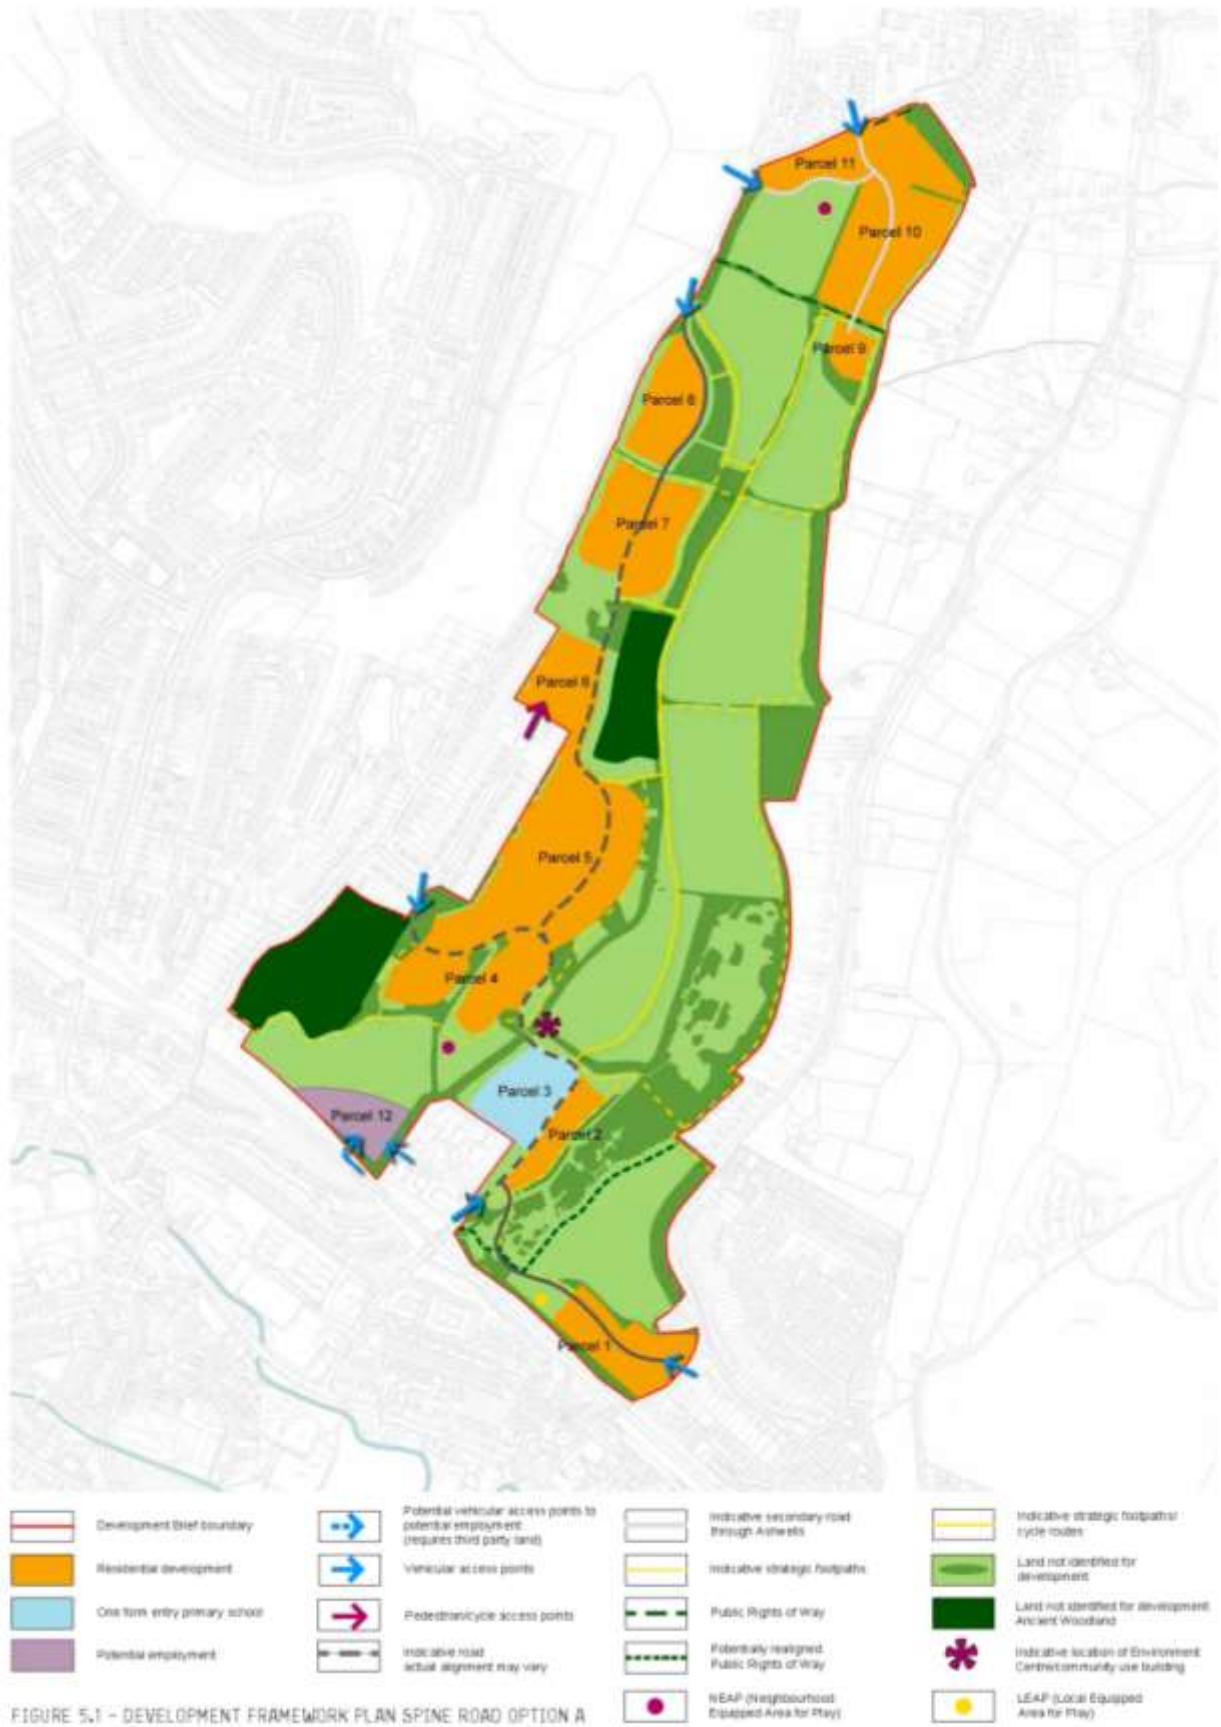 Parcel 11
Parcel 10
Parcel 9
Parcel 8
Parcel 7
Parcel 6
Parcel 5
Parcel 4
Parcel 3
Parcel 12
Parcel 2
Parcel 1
Development Brief boundary
Residential development
One form entry primary school
Potential employment
Potential vehicular access points to
potential employment
(requires third party land)
Vehicular access points
Pedestrian/cycle access points
Indicative road
actual alignment may vary
Indicative secondary road
through Ashwells
Indicative strategic footpaths
Public Rights of Way
Potentially realigned
Public Rights of Way
NEAP (Neighbourhood
Equipped Area for Play)
Indicative strategic footpaths/
cycle routes
Land not identified for
development
Land not identified for development
Ancient Woodland
Indicative location of Environment
Centre/community use building
LEAP (Local Equipped
Area for Play)
FIGURE 5.1 - DEVELOPMENT FRAMEWORK PLAN SPINE ROAD OPTION A